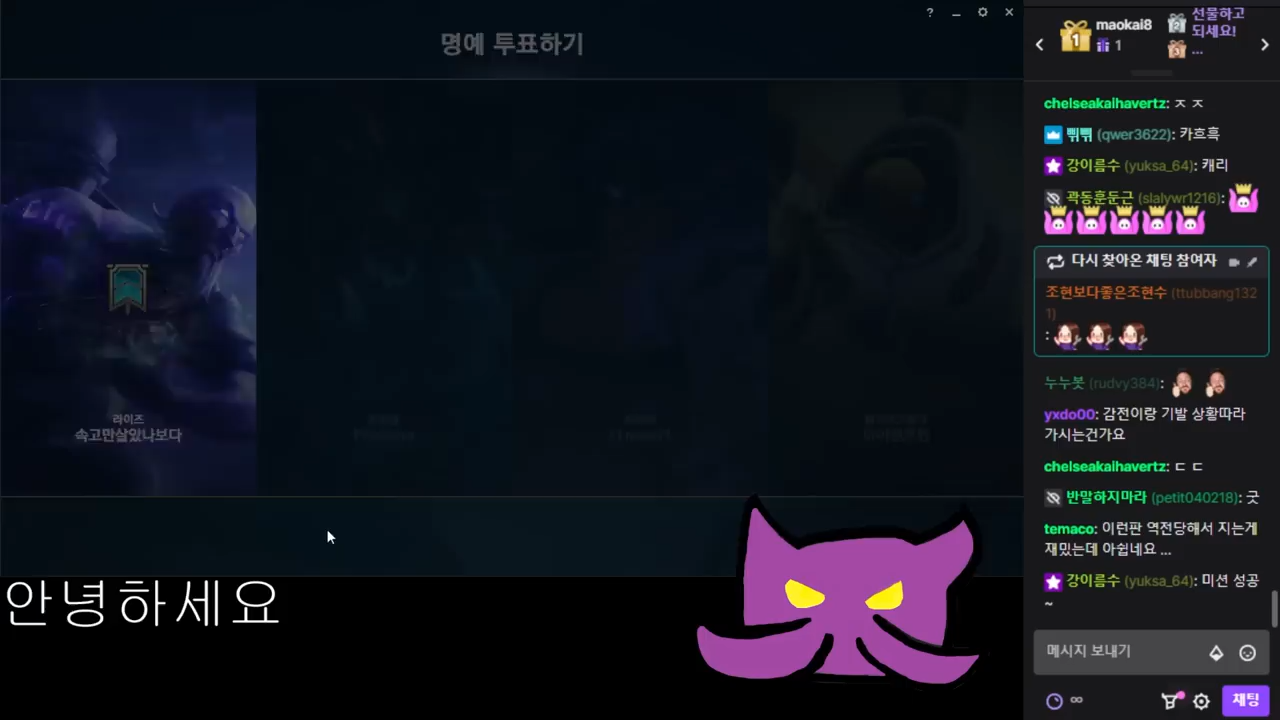 명예 투표하기
라이즈
속고만살았나보다
안녕하세요
maokai8
1
선물하고
되세요!
...
chelseakaihavertz: ㅈ ㅈ
뀎뀎 (qwer3622): 카흐흑
강이름수 (yuksa_64): 캐리
곽동훈둔근 (slalywr1216):
다시 찾아온 채팅 참여자
조현보다좋은조현수 (ttubbang132
1)
:
누누봇 (rudvy384):
yxdo00: 감전이랑 기발 상황따라
가시는건가요
chelseakaihavertz: ㄷ ㄷ
반말하지마라 (petit040218): 굿
temaco: 이런판 역전당해서 지는게
재밌는데 아쉽네요 ...
강이름수 (yuksa_64): 미션 성공
~
메시지 보내기
채팅